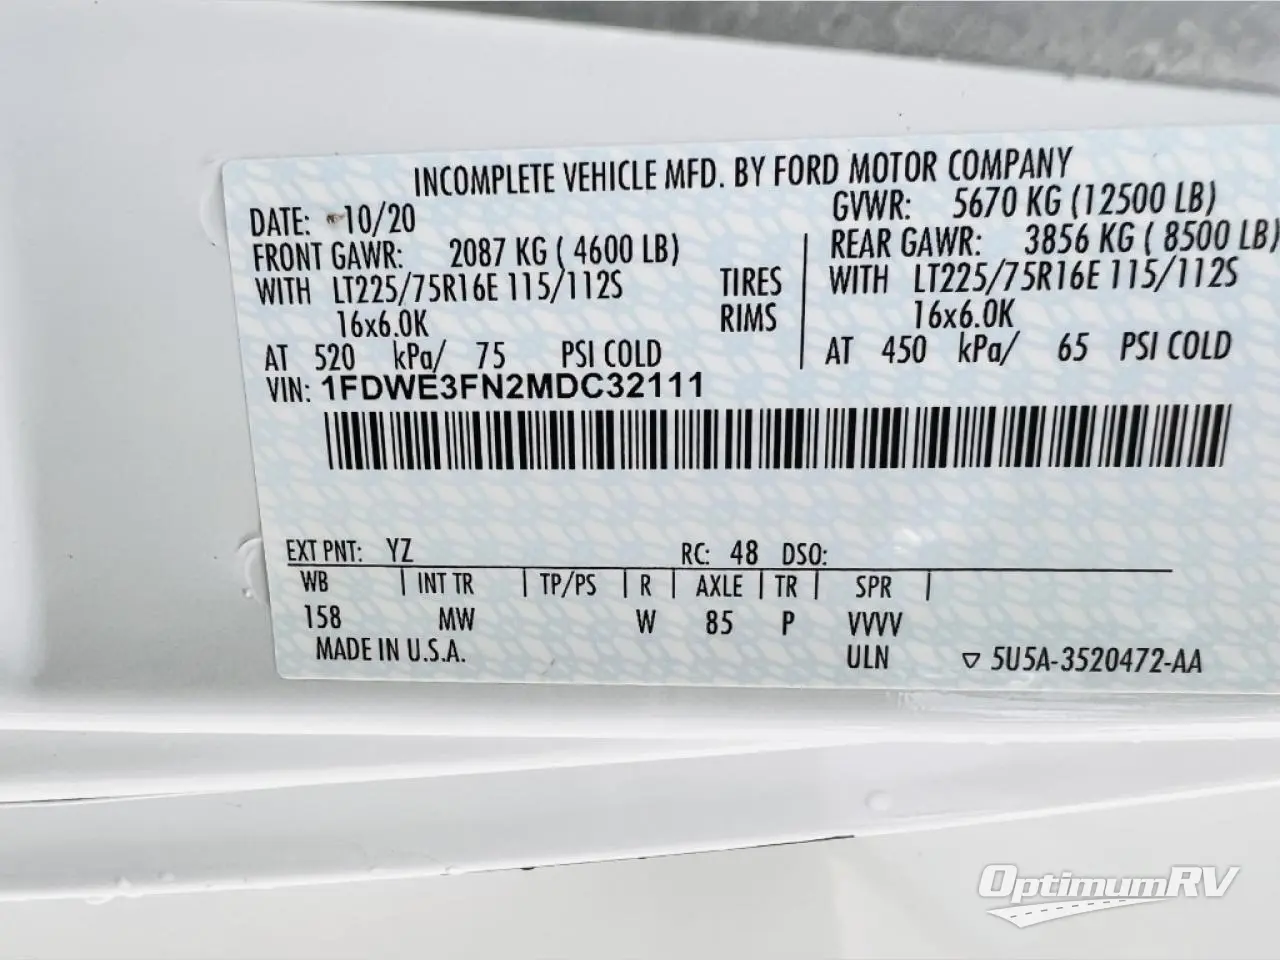 INCOMPLETE VEHICLE MFD. BY FORD MOTOR COMPANY
DATE: 10/20 GVWR: 5670 KG (12500 LB)
FRONT GAWR: 2087 KG ( 4600 LB) REAR GAWR: 3856 KG ( 8500 LB)
WITH LT225/75R16E 115/112S TIRES WITH LT225/75R16E 115/112S
16x6.0K RIMS 16x6.0K
AT 520 kPa/ 75 PSI COLD AT 450 kPa/ 65 PSI COLD
VIN: 1FDWE3FN2MDC32111
EXT PNT: YZ RC: 48 DSO:
WB INT TR TP/PS R AXLE TR SPR
158 MW W 85 P VVVV
MADE IN U.S.A. ULN ▽ 5U5A-3520472-AA
OptimumRV